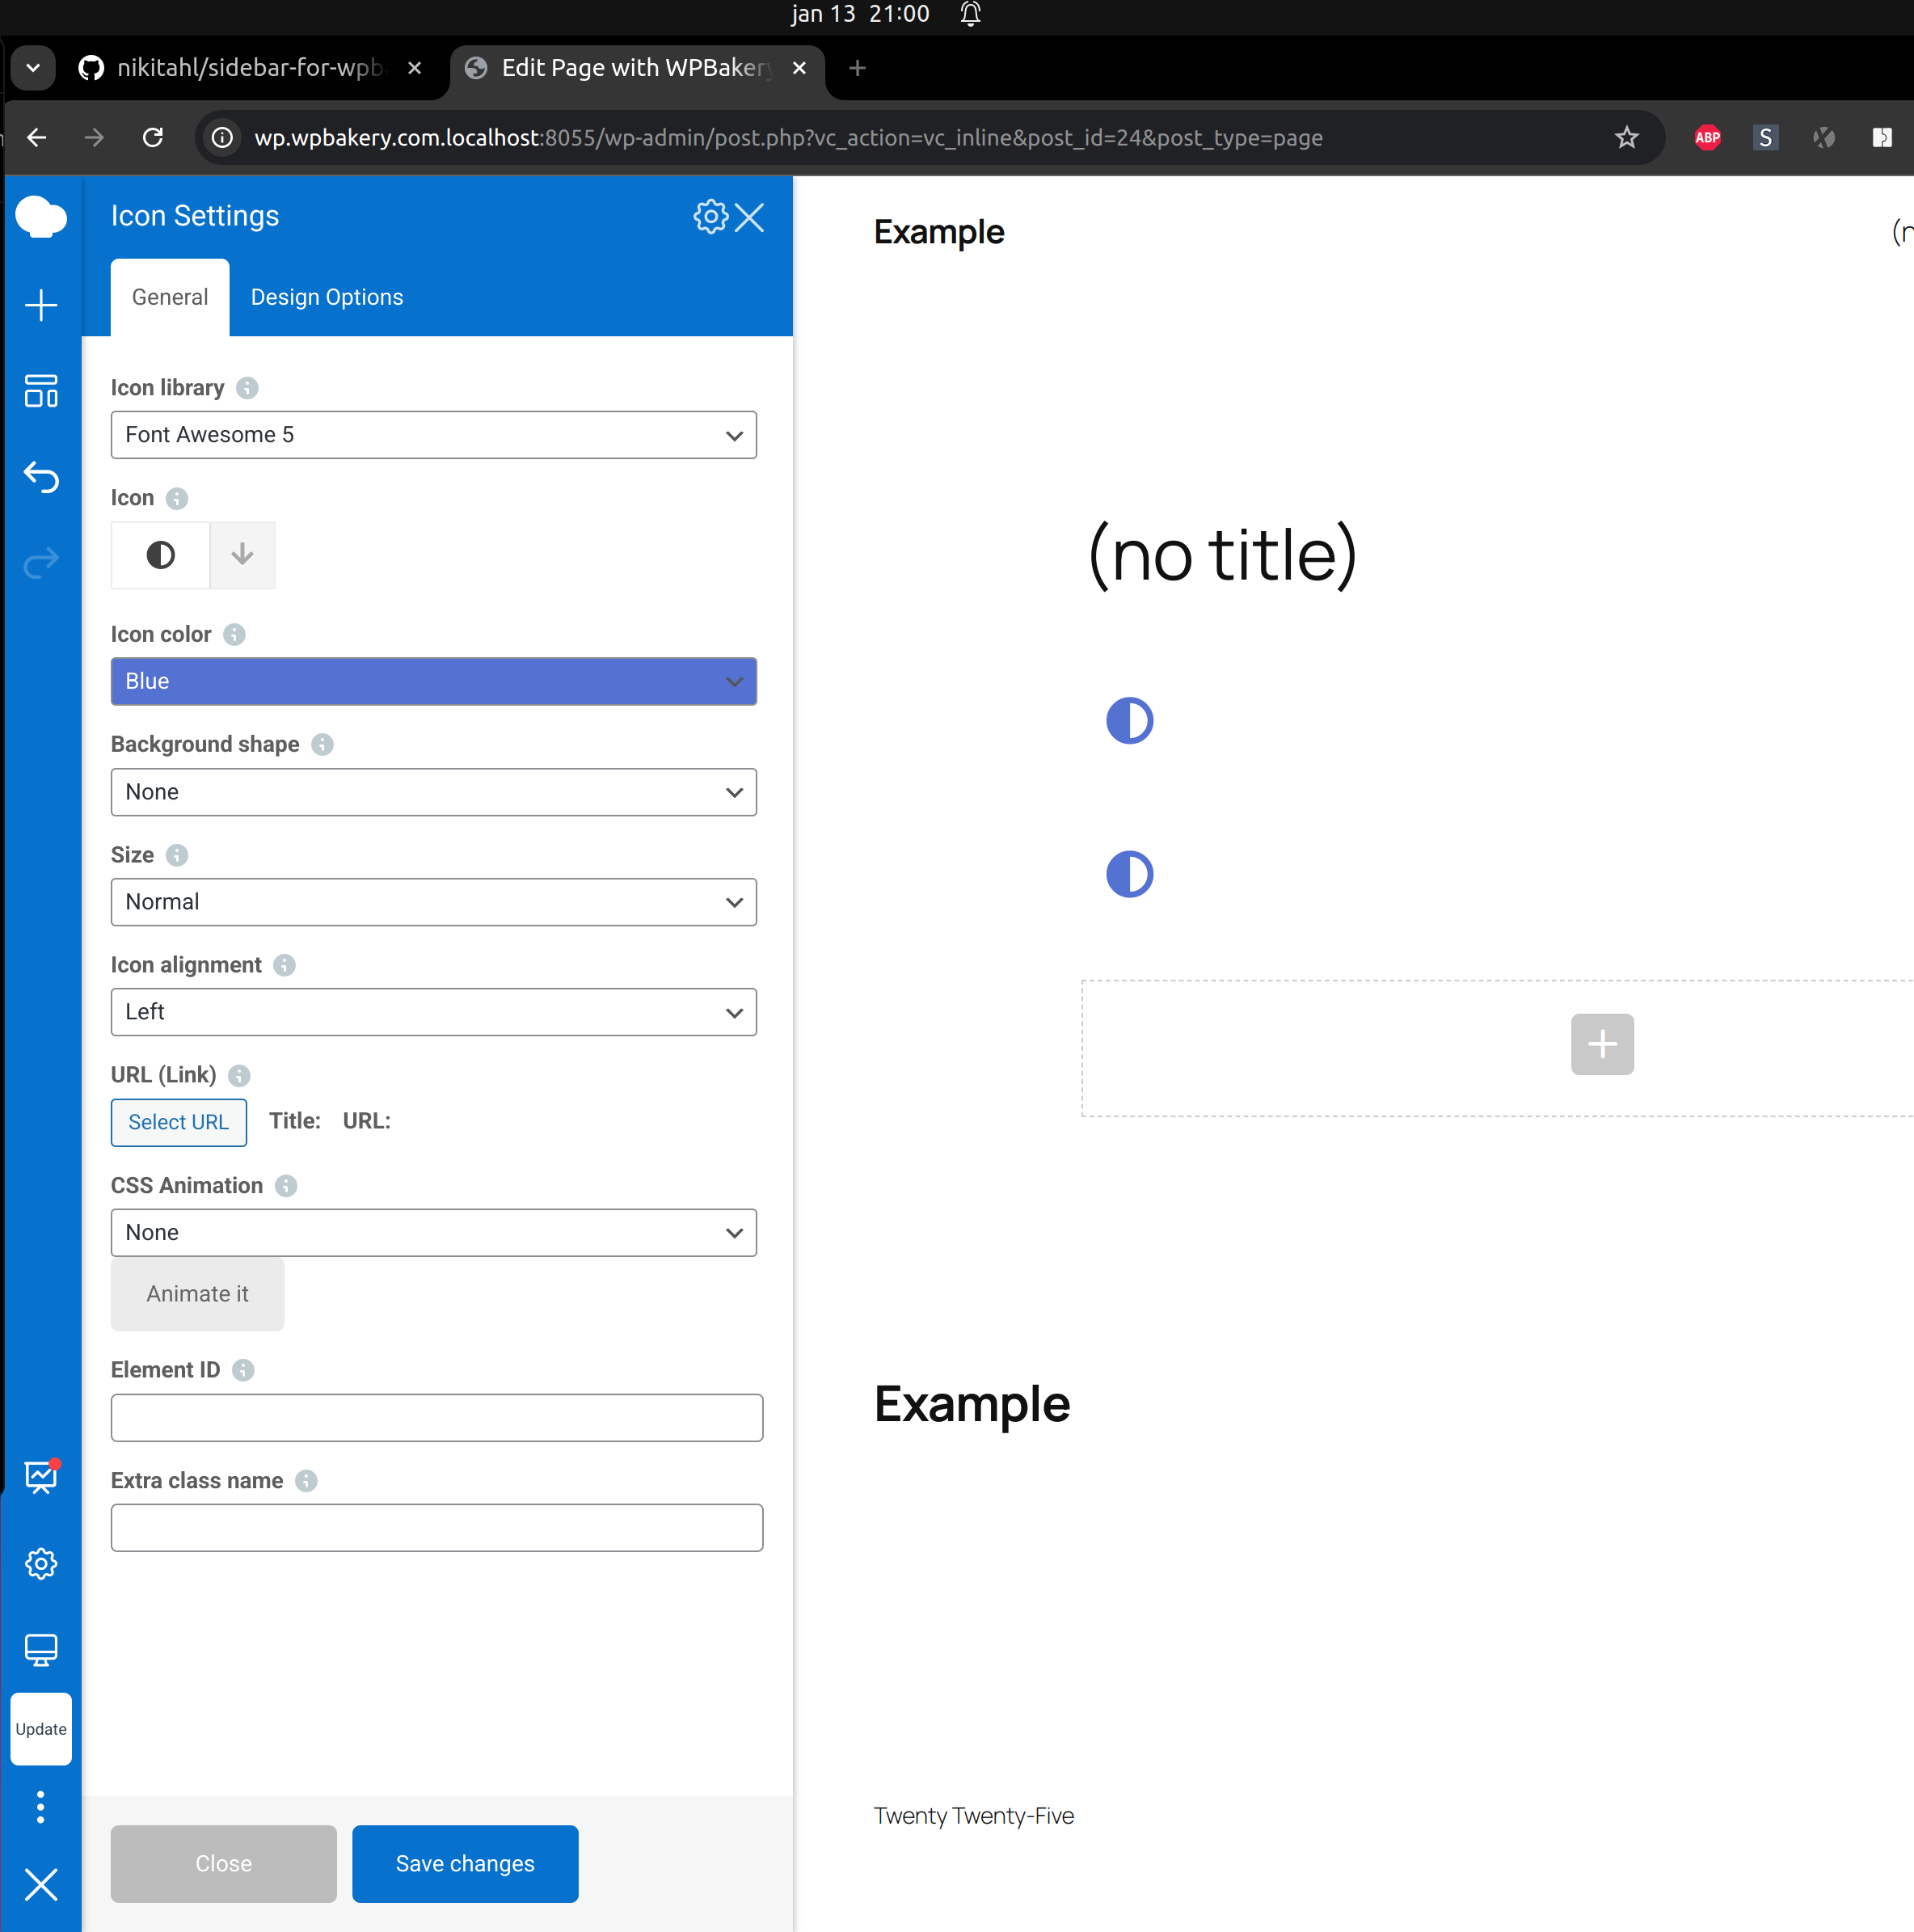 jan 13 21:00
nikitahl/sidebar-for-wpb
Edit Page with WPBakery
wp.wpbakery.com.localhost:8055/wp-admin/post.php?vc_action=vc_inline&post_id=24&post_type=page
ABP
S
Icon Settings
General
Design Options
Icon library
Font Awesome 5
Icon
Icon color
Blue
Background shape
None
Size
Normal
Icon alignment
Left
URL (Link)
Select URL
Title:
URL:
CSS Animation
None
Animate it
Element ID
Extra class name
Update
Close
Save changes
Example
(no title)
Example
Twenty Twenty-Five